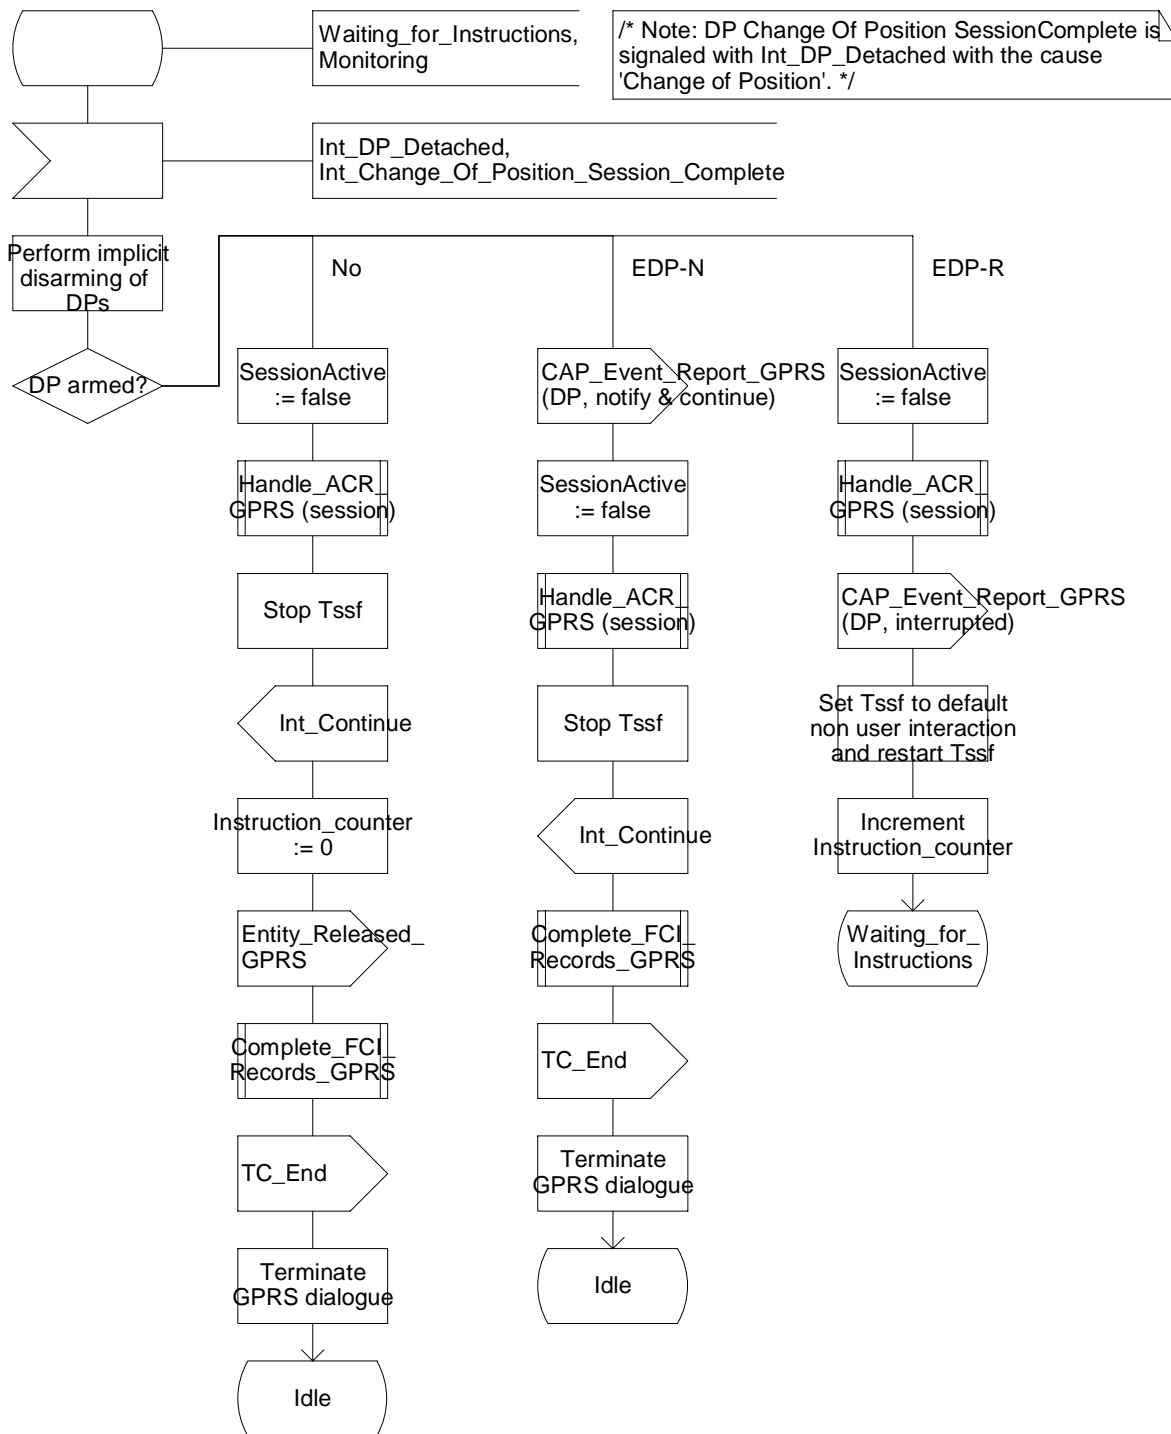 Waiting_for_Instructions,
Monitoring
/* Note: DP Change Of Position SessionComplete is
signaled with Int_DP_Detached with the cause
'Change of Position'. */
Int_DP_Detached,
Int_Change_Of_Position_Session_Complete
Perform implicit
disarming of
DPs
DP armed?
No
SessionActive
:= false
Handle_ACR_
GPRS (session)
Stop Tssf
Int_Continue
Instruction_counter
:= 0
Entity_Released_
GPRS
Complete_FCI_
Records_GPRS
TC_End
Terminate
GPRS dialogue
Idle
EDP-N
CAP_Event_Report_GPRS
(DP, notify & continue)
SessionActive
:= false
Handle_ACR_
GPRS (session)
Stop Tssf
Int_Continue
Complete_FCI_
Records_GPRS
TC_End
Terminate
GPRS dialogue
Idle
EDP-R
SessionActive
:= false
Handle_ACR_
GPRS (session)
CAP_Event_Report_GPRS
(DP, interrupted)
Set Tssf to default
non user interaction
and restart Tssf
Increment
Instruction_counter
Waiting_for_
Instructions